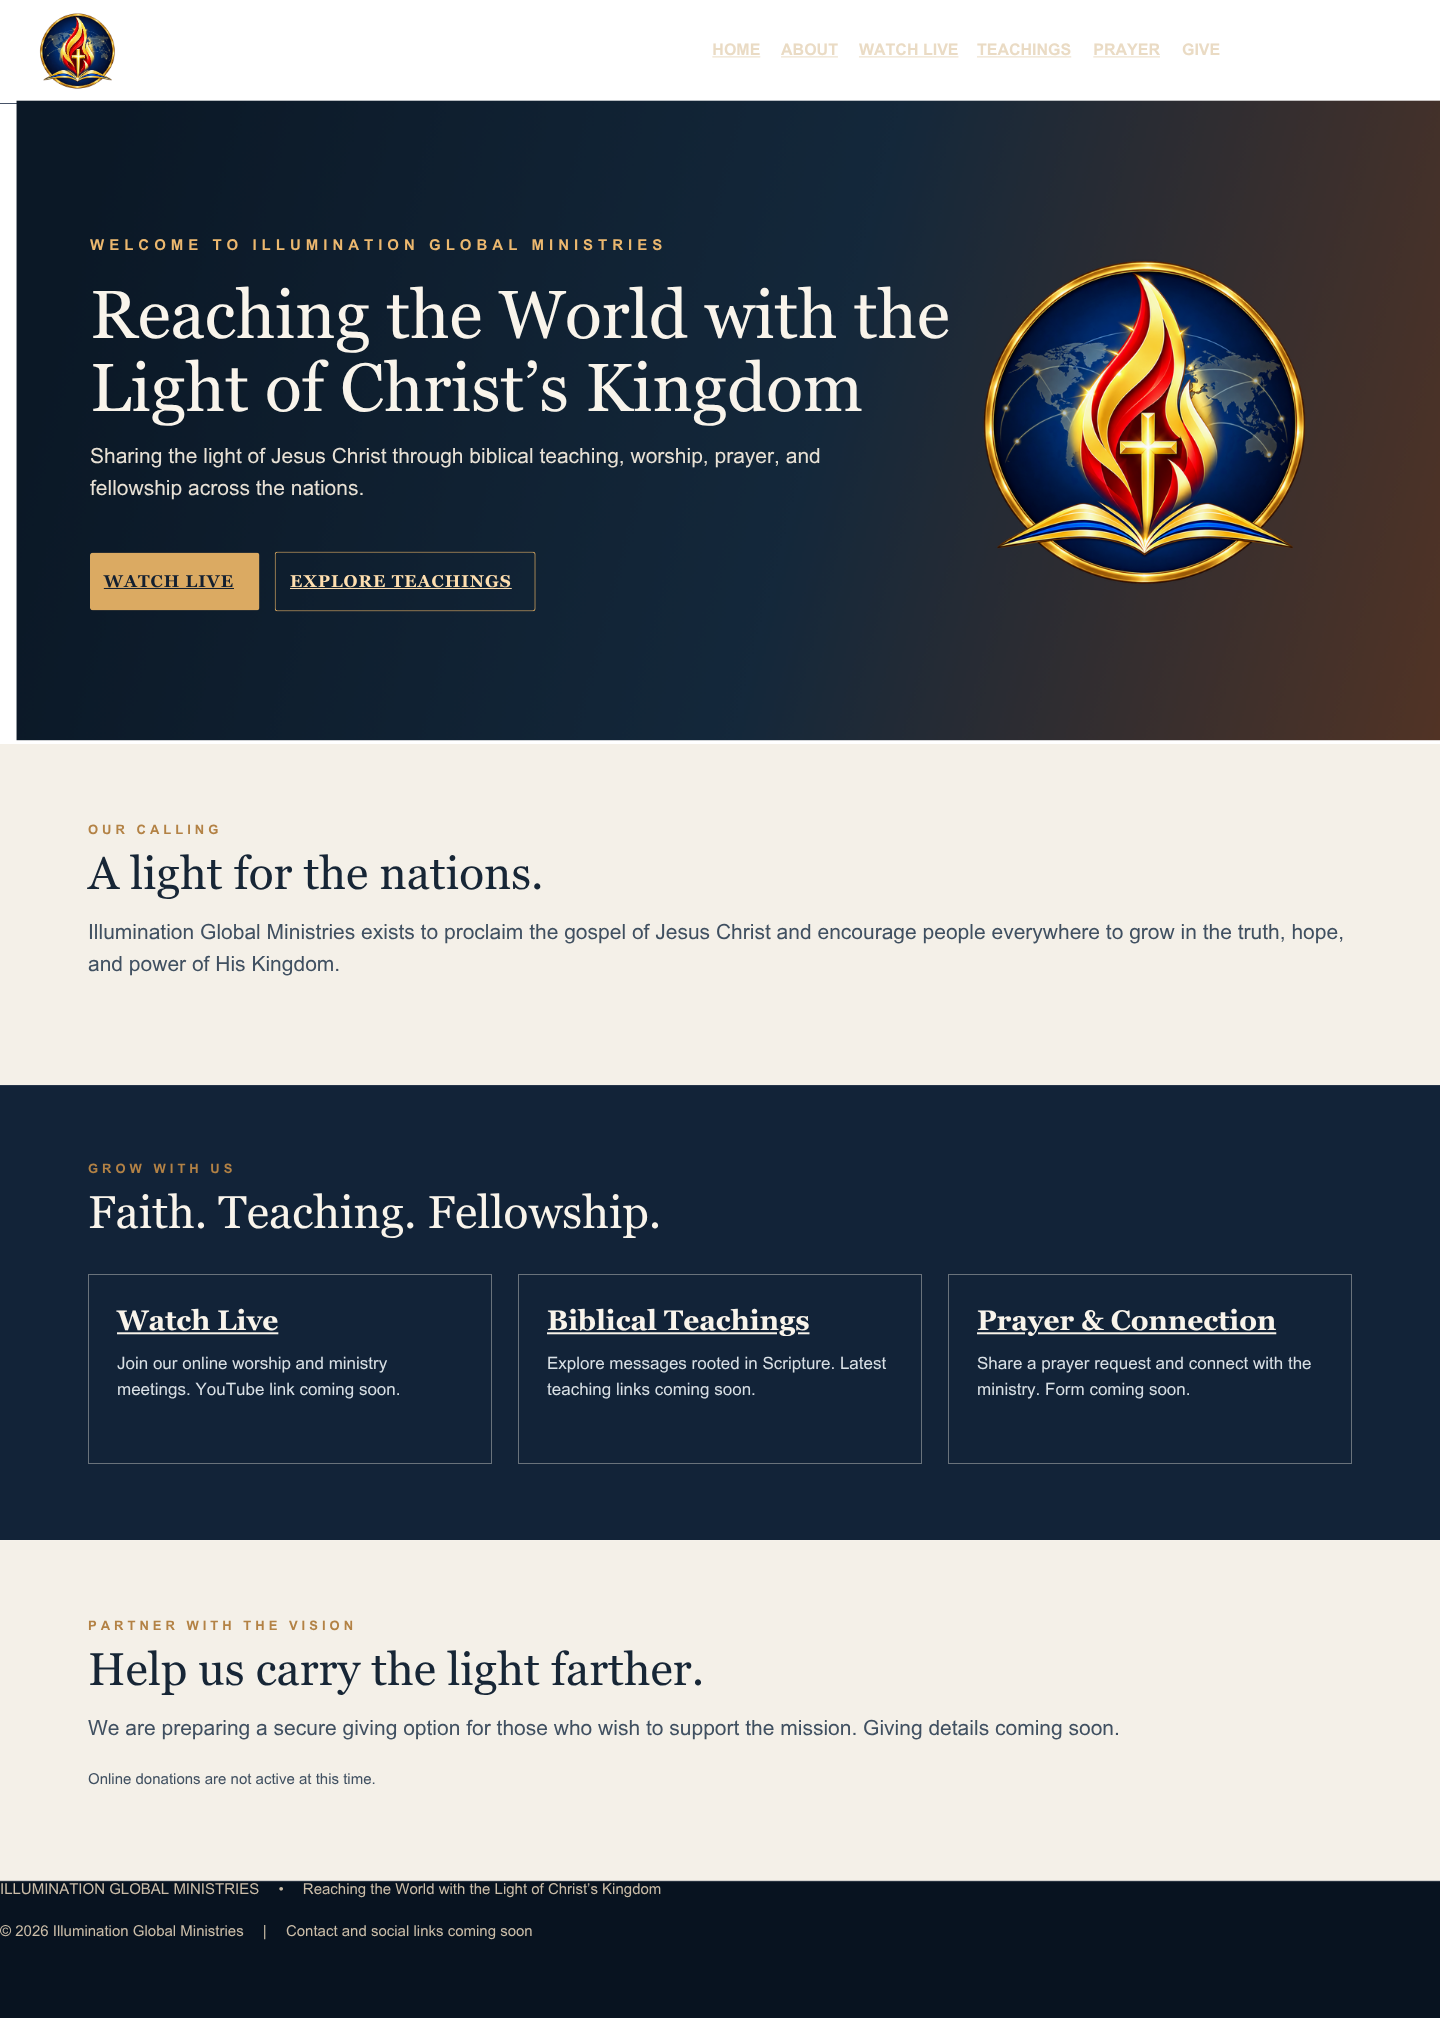 HOME ABOUT WATCH LIVE TEACHINGS PRAYER GIVE
WELCOME TO ILLUMINATION GLOBAL MINISTRIES
Reaching the World with the
Light of Christ’s Kingdom
Sharing the light of Jesus Christ through biblical teaching, worship, prayer, and
fellowship across the nations.
WATCH LIVE EXPLORE TEACHINGS
OUR CALLING
A light for the nations.
Illumination Global Ministries exists to proclaim the gospel of Jesus Christ and encourage people everywhere to grow in the truth, hope,
and power of His Kingdom.
GROW WITH US
Faith. Teaching. Fellowship.
Watch Live
Join our online worship and ministry
meetings. YouTube link coming soon.
Biblical Teachings
Explore messages rooted in Scripture. Latest
teaching links coming soon.
Prayer & Connection
Share a prayer request and connect with the
ministry. Form coming soon.
PARTNER WITH THE VISION
Help us carry the light farther.
We are preparing a secure giving option for those who wish to support the mission. Giving details coming soon.
Online donations are not active at this time.
ILLUMINATION GLOBAL MINISTRIES • Reaching the World with the Light of Christ’s Kingdom
© 2026 Illumination Global Ministries | Contact and social links coming soon